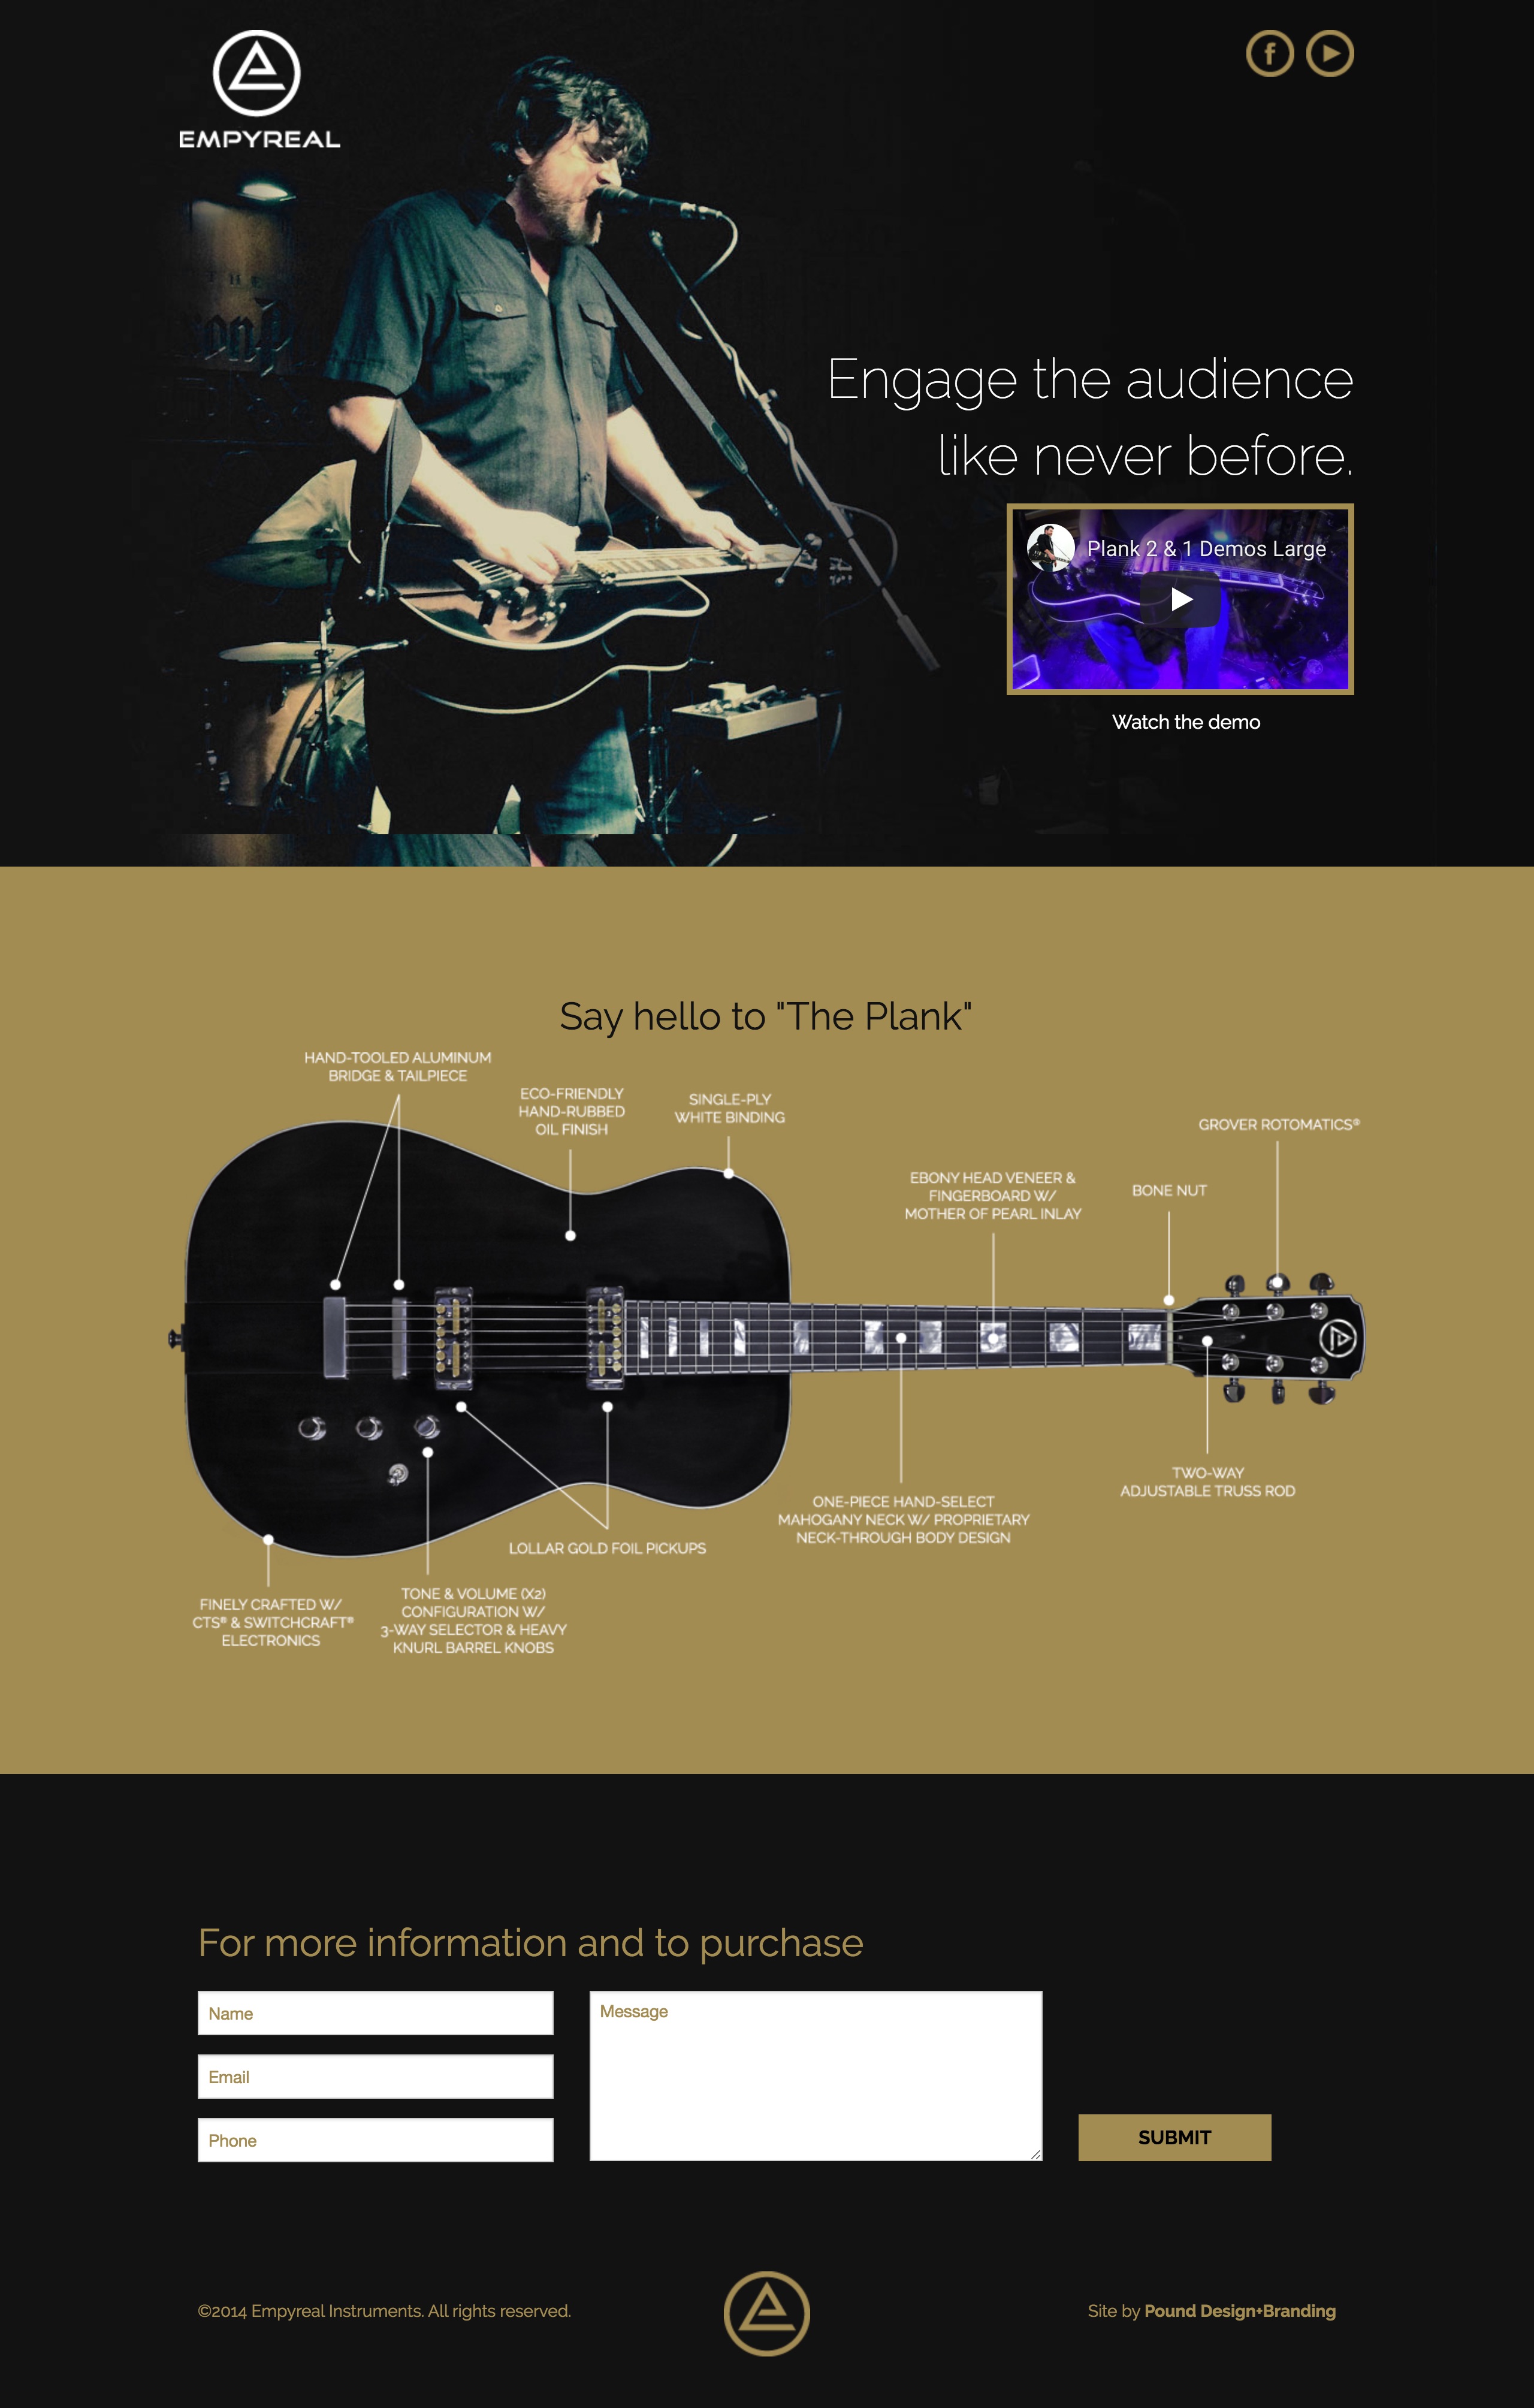 EMPYREAL
Engage the audience
like never before.
Plank 2 & 1 Demos Large
Watch the demo
Say hello to "The Plank"
HAND-TOOLED ALUMINUM
BRIDGE & TAILPIECE
ECO-FRIENDLY
HAND-RUBBED
OIL FINISH
SINGLE-PLY
WHITE BINDING
GROVER ROTOMATICS®
EBONY HEAD VENEER &
FINGERBOARD W/
MOTHER OF PEARL INLAY
BONE NUT
TWO-WAY
ADJUSTABLE TRUSS ROD
ONE-PIECE HAND-SELECT
MAHOGANY NECK W/ PROPRIETARY
NECK-THROUGH BODY DESIGN
LOLLAR GOLD FOIL PICKUPS
TONE & VOLUME (X2)
CONFIGURATION W/
3-WAY SELECTOR & HEAVY
KNURL BARREL KNOBS
FINELY CRAFTED W/
CTS® & SWITCHCRAFT®
ELECTRONICS
For more information and to purchase
Name
Email
Phone
Message
SUBMIT
©2014 Empyreal Instruments. All rights reserved.
Site by Pound Design+Branding